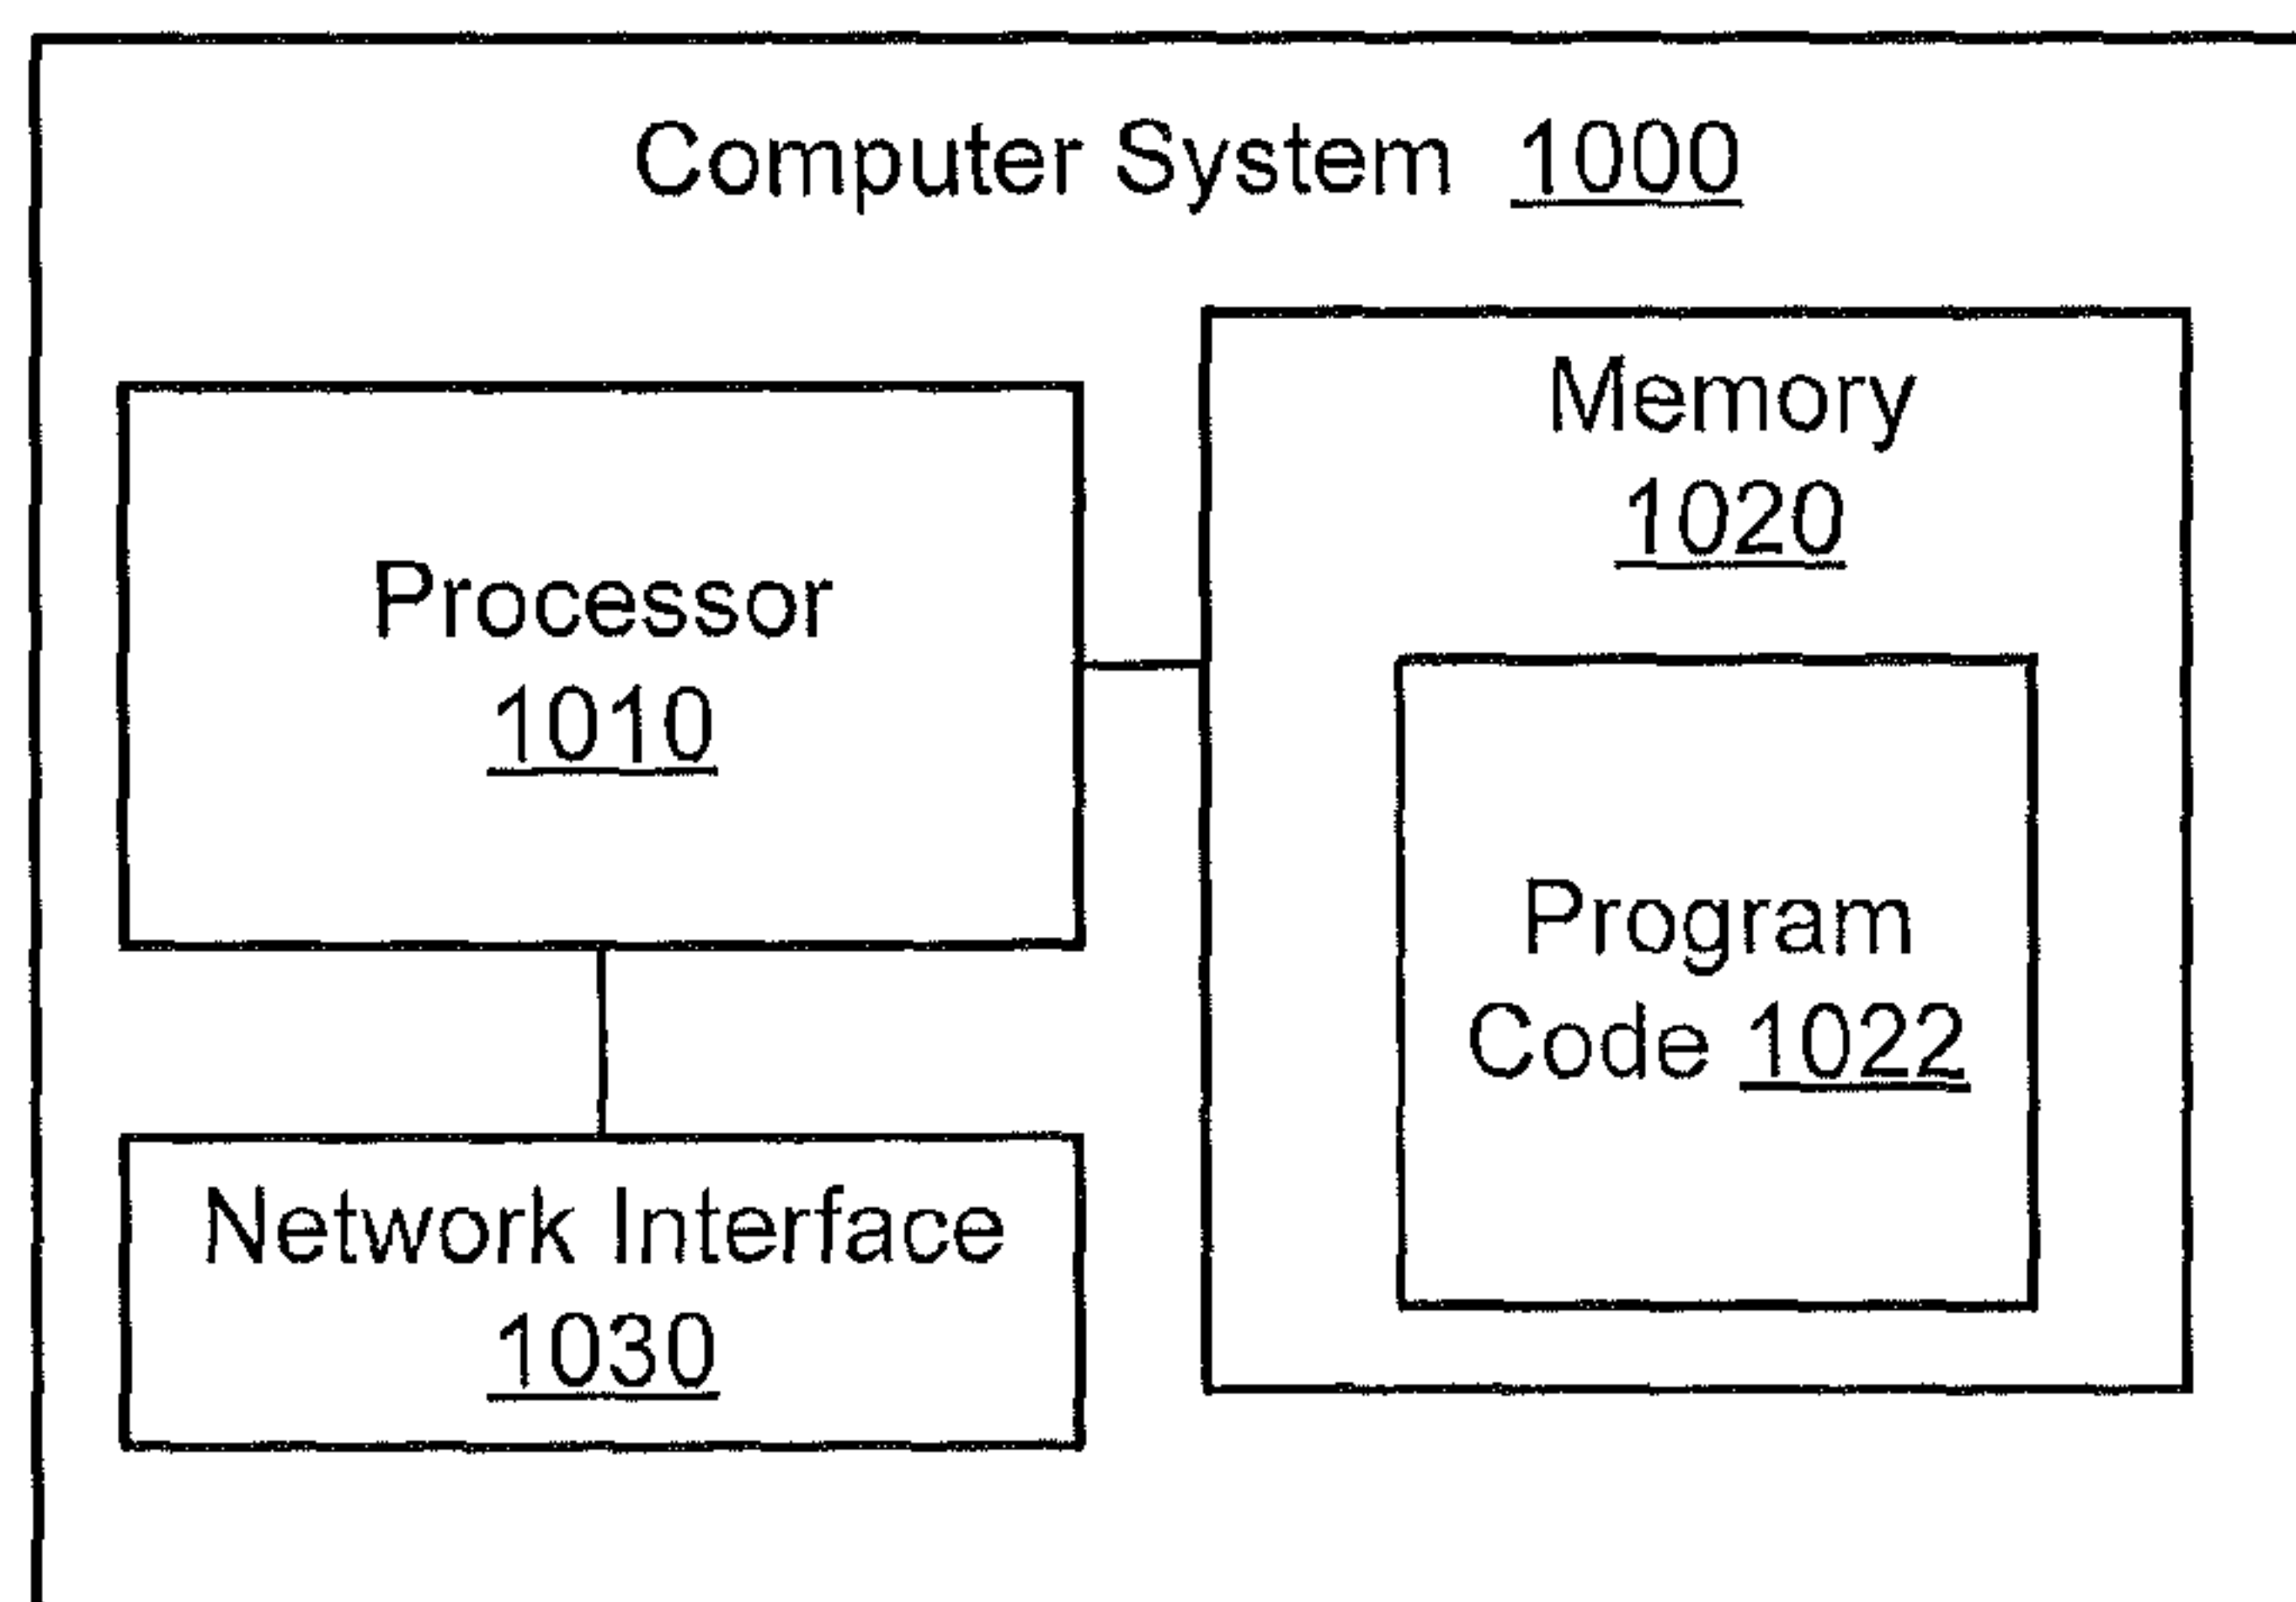 Computer System 1000
Processor
1010
Memory
1020
Program
Code 1022
Network Interface
1030